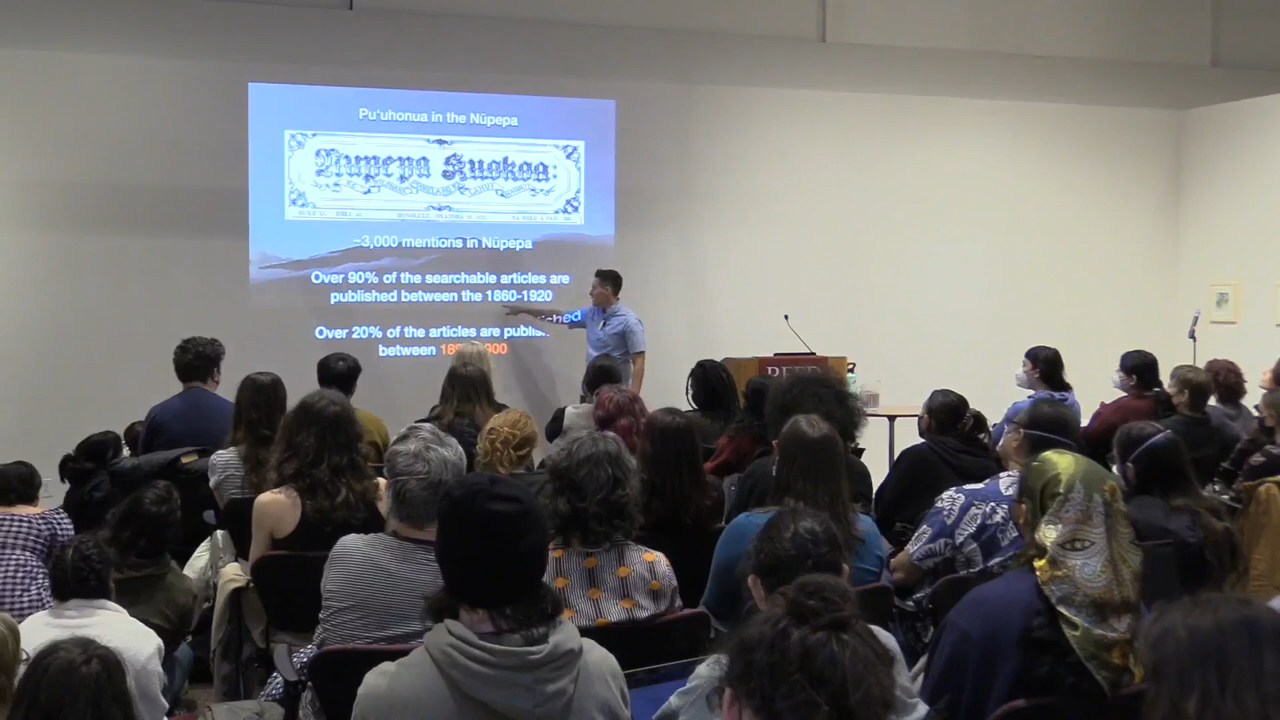 Puʻuhonua in the Nūpepa
Nupepa Kuokoa:
~3,000 mentions in Nūpepa
Over 90% of the searchable articles are
published between the 1860-1920
Over 20% of the articles are
between
REED